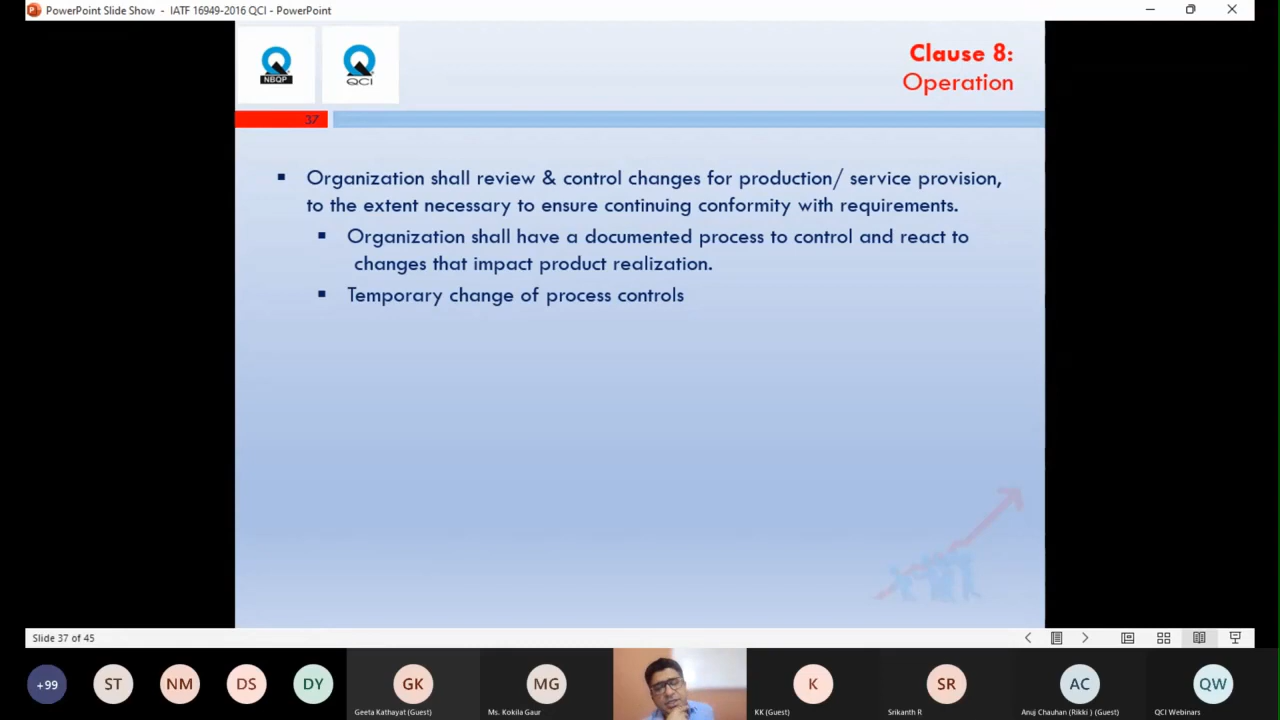 PowerPoint Slide Show - IATF 16949-2016 QCI - PowerPoint
NBQP
QCI
Clause 8:
Operation
37
Organization shall review & control changes for production/ service provision,
to the extent necessary to ensure continuing conformity with requirements.
Organization shall have a documented process to control and react to
changes that impact product realization.
Temporary change of process controls
Slide 37 of 45
+99
ST
NM
DS
DY
GK
Geeta Kathayat (Guest)
MG
Ms. Kokila Gaur
K
KK (Guest)
SR
Srikanth R
AC
Anuj Chauhan (Rikki ) (Guest)
QW
QCI Webinars